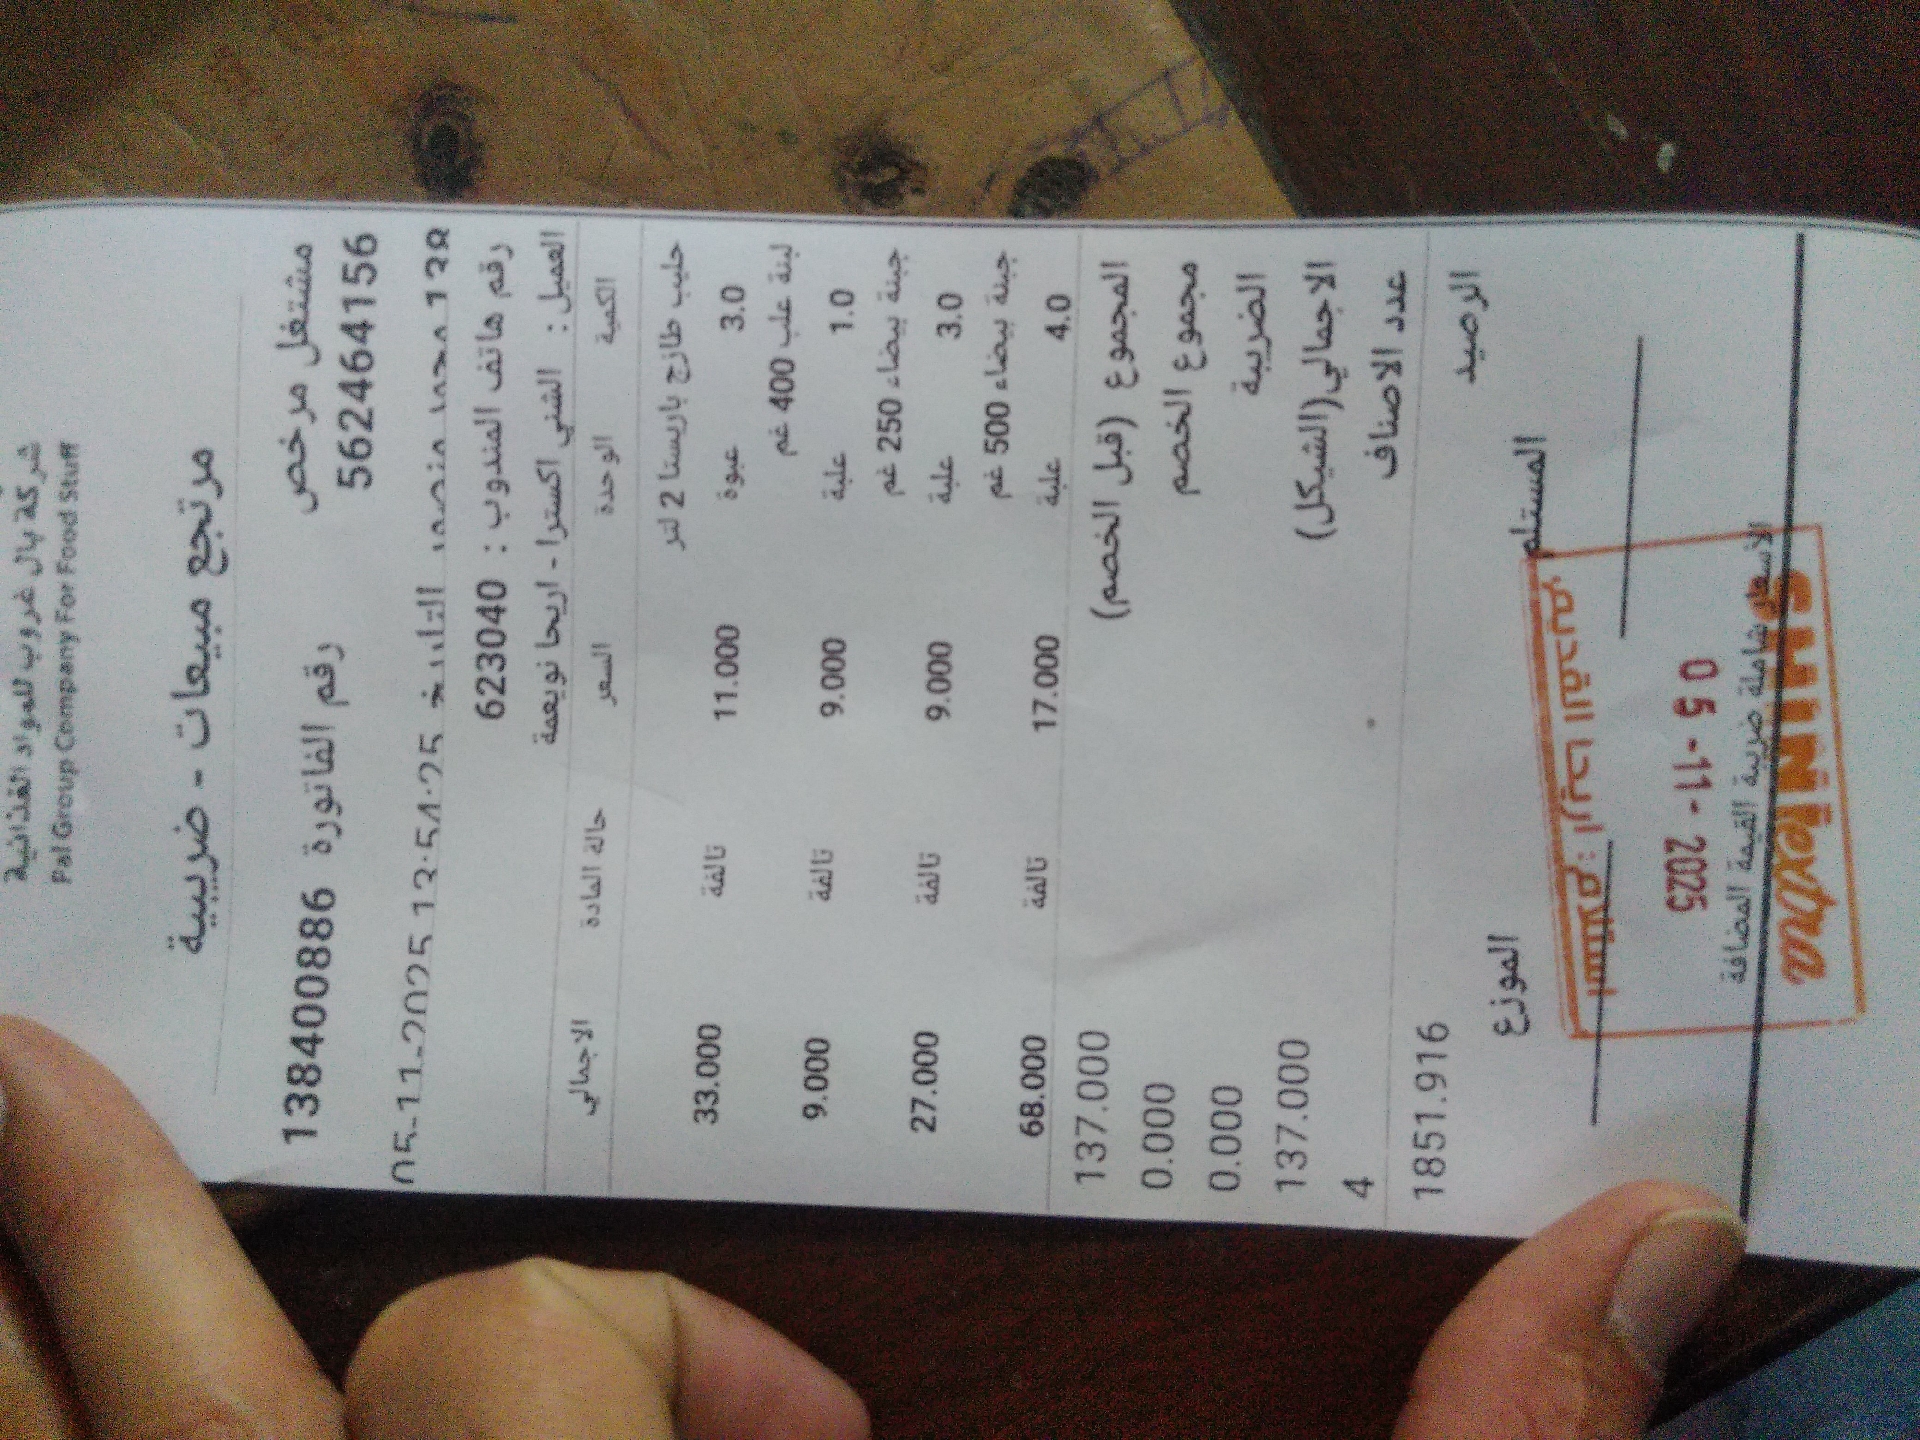 شركة بال غروب للمواد الغذائية
Pal Group Company For Food Stuff
مرتجع مبيعات - ضريبية
مشتغل مرخص
562464156
رقم الفاتورة 138400886
التاريخ 05-11-2025
رقم هاتف المندوب : 6223040
العميل : الشني اكسترا - اريحا نويعمة
الكمية الوحدة السعر حالة المادة الاجمالي
حليب طازج باريستا 2 لتر
3.0 عبوة 11.000 تالفة 33.000
لبنة علب 400 غم
1.0 علبة 9.000 تالفة 9.000
جبنة بيضاء 250 غم
3.0 علبة 9.000 تالفة 27.000
جبنة بيضاء 500 غم
4.0 علبة 17.000 تالفة 68.000
المجموع (قبل الخصم) 137.000
مجموع الخصم 0.000
الضريبة 0.000
الاجمالي(الشيكل) 137.000
عدد الاصناف 4
الرصيد 1851.916
المستلم الموزع
05-11-2025
الأسعار شاملة ضريبة القيمة المضافة
extra